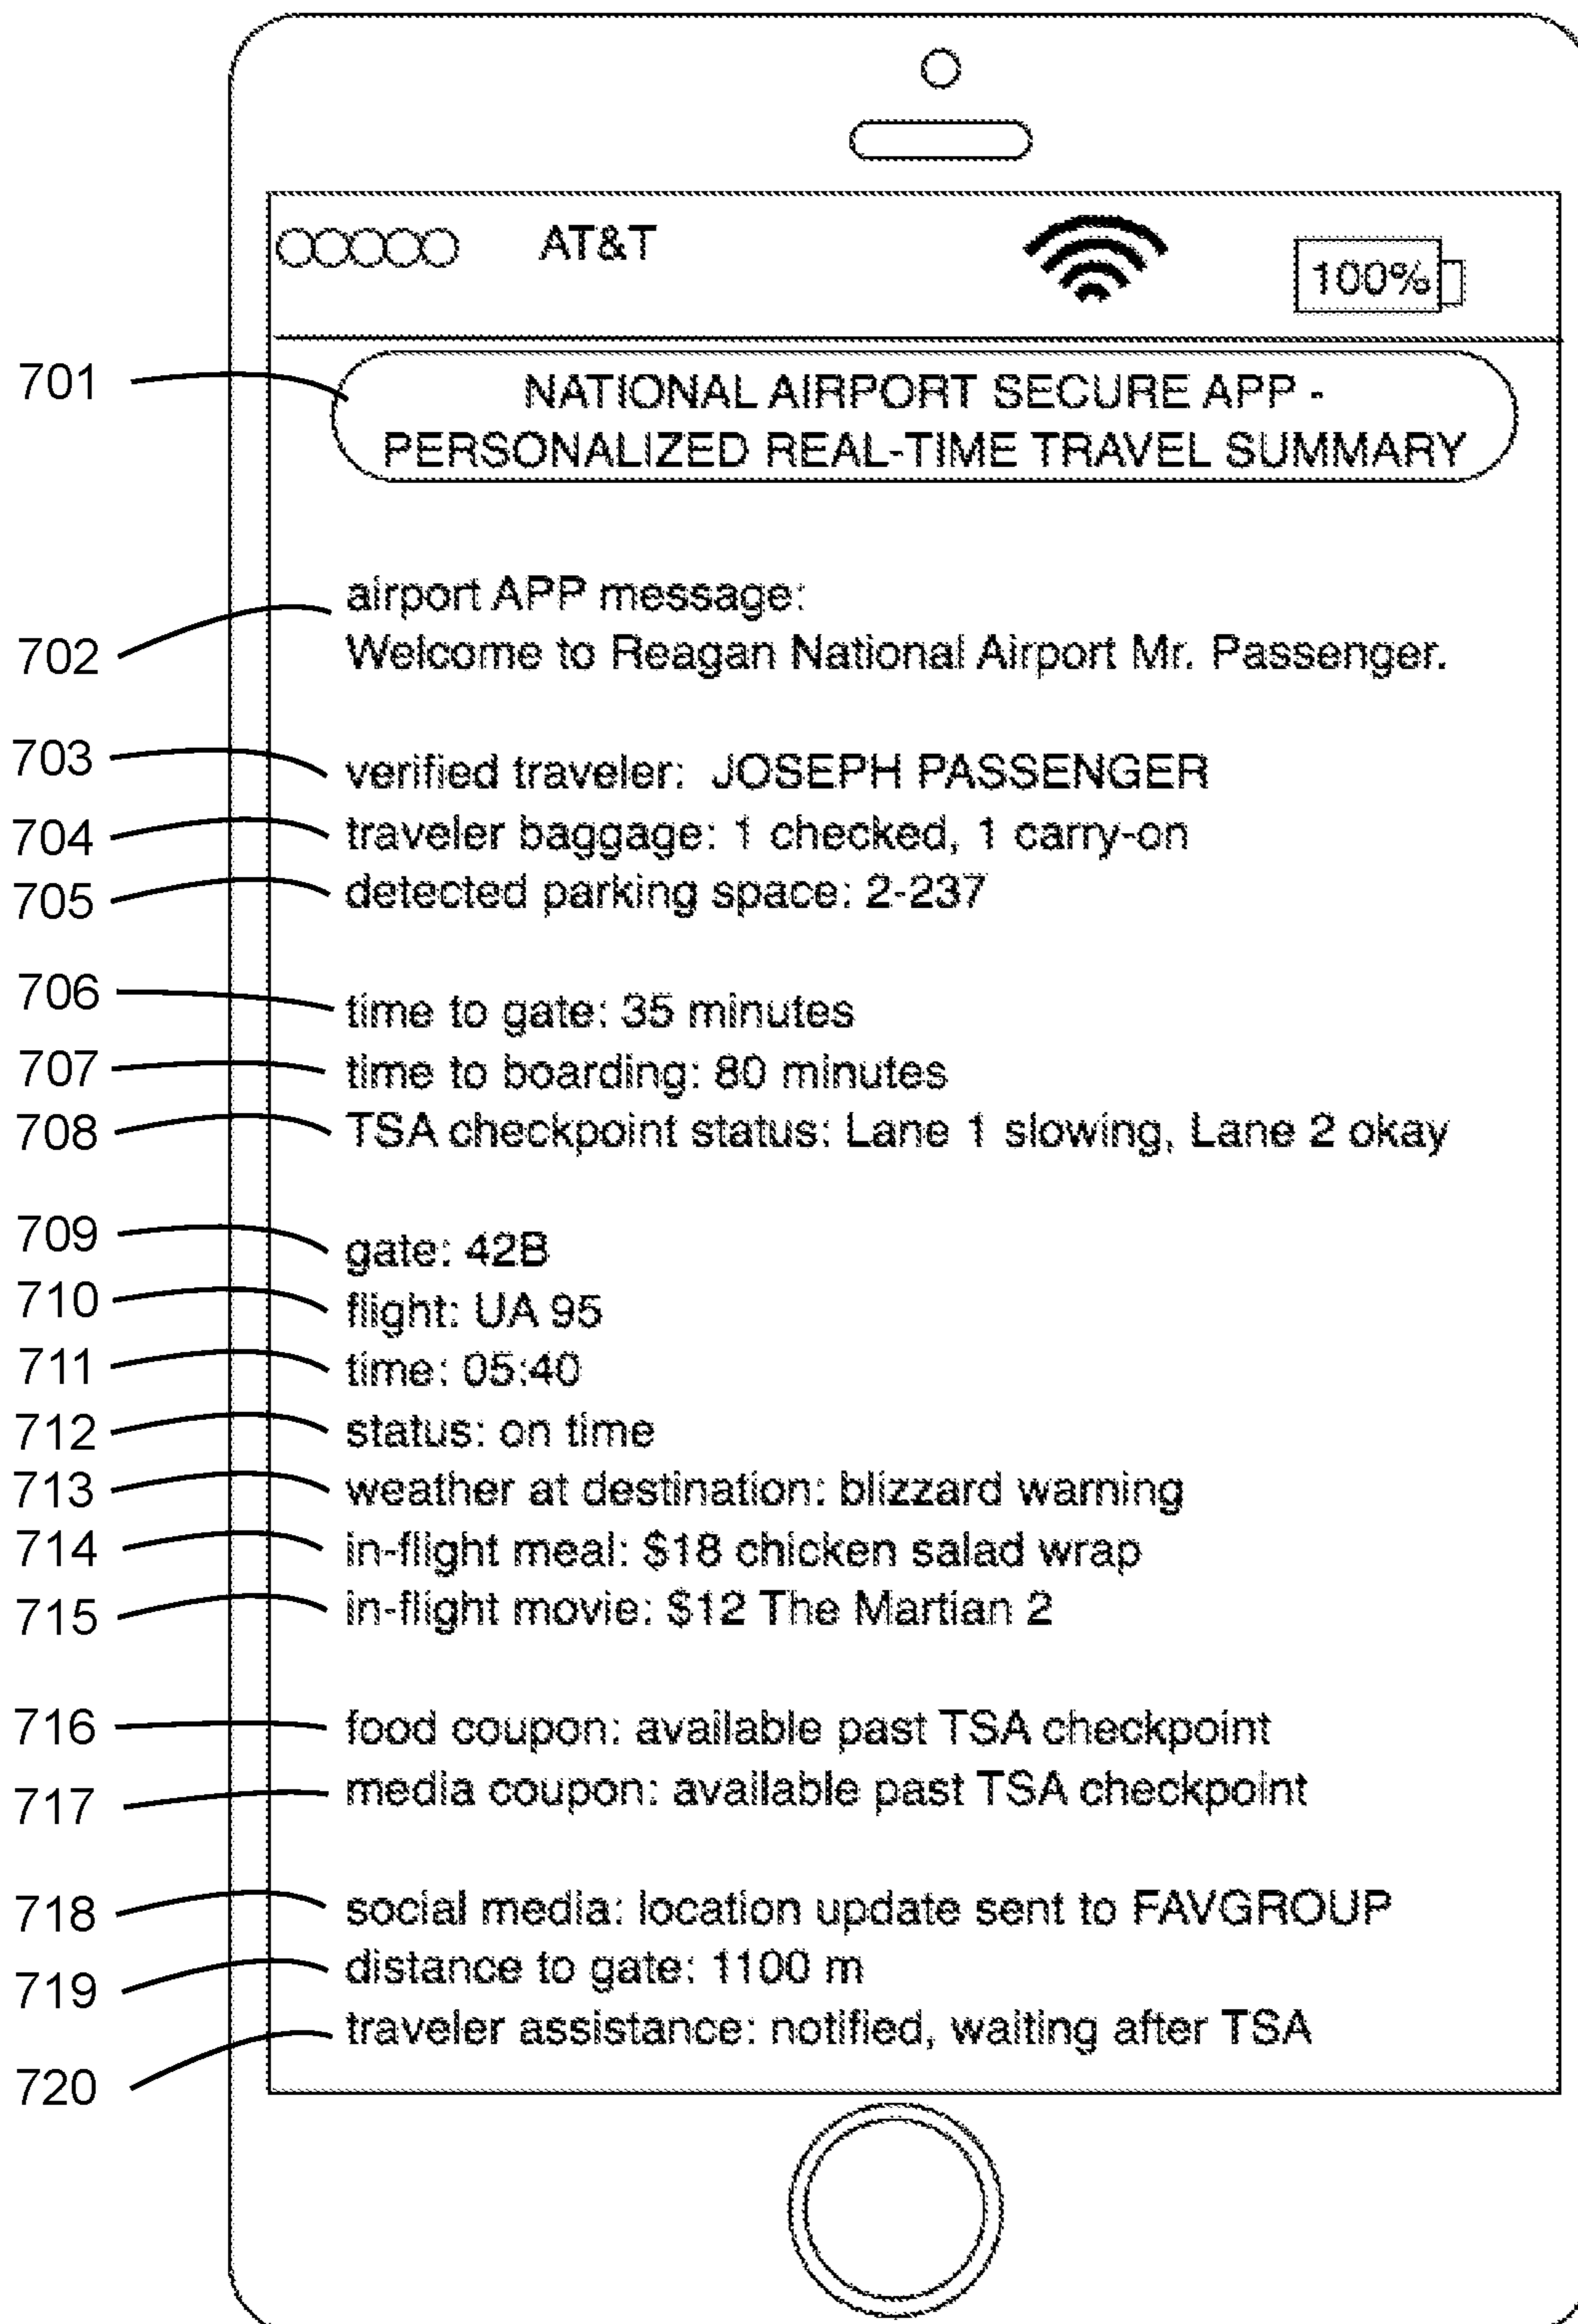 AT&T 100%
701 NATIONAL AIRPORT SECURE APP -
PERSONALIZED REAL-TIME TRAVEL SUMMARY
airport APP message:
702 Welcome to Reagan National Airport Mr. Passenger.
703 verified traveler: JOSEPH PASSENGER
704 traveler baggage: 1 checked, 1 carry-on
705 detected parking space: 2-237
706 time to gate: 35 minutes
707 time to boarding: 80 minutes
708 TSA checkpoint status: Lane 1 slowing, Lane 2 okay
709 gate: 42B
710 flight: UA 95
711 time: 05:40
712 status: on time
713 weather at destination: blizzard warning
714 in-flight meal: $18 chicken salad wrap
715 in-flight movie: $12 The Martian 2
716 food coupon: available past TSA checkpoint
717 media coupon: available past TSA checkpoint
718 social media: location update sent to FAVGROUP
719 distance to gate: 1100 m
720 traveler assistance: notified, waiting after TSA